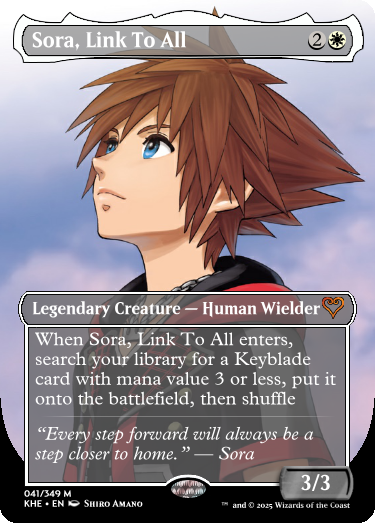 Sora, Link To All 2
Legendary Creature — Human Wielder
When Sora, Link To All enters,
search your library for a Keyblade
card with mana value 3 or less, put it
onto the battlefield, then shuffle
“Every step forward will always be a
step closer to home.” — Sora
3/3
041/349 M
KHE • EN Shiro Amano ™ and © 2025 Wizards of the Coast